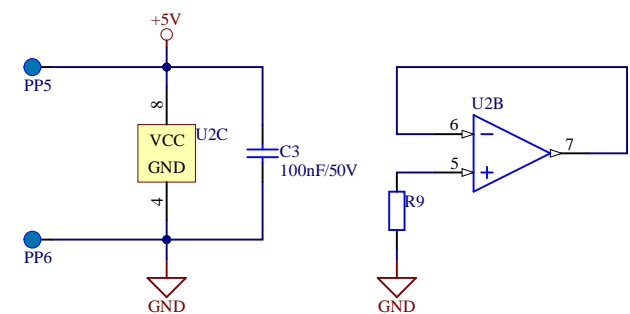 +5V
PP5
8
U2C
VCC
GND
4
C3
100nF/50V
PP6
GND
U2B
6
7
5
R9
GND